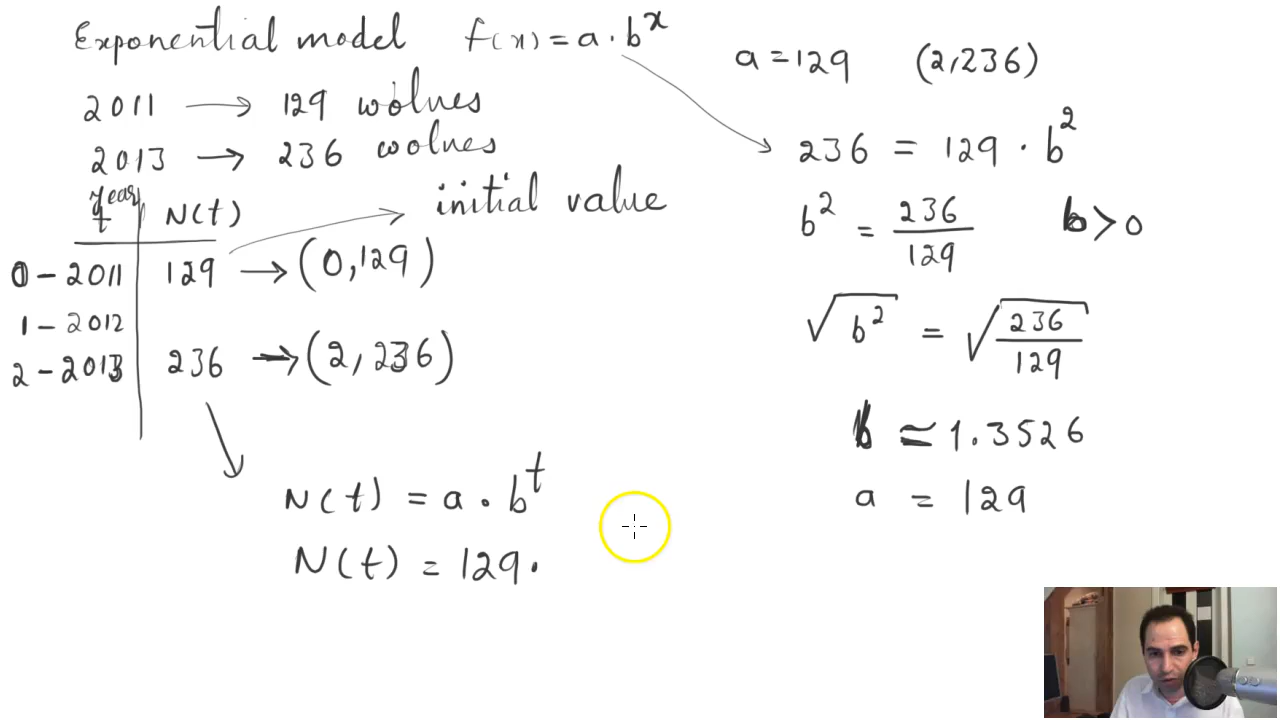 Exponential model f(x) = a · b^x
2011 → 129 wolves
2013 → 236 wolves
year
t N(t)
initial value
0 - 2011 129 → (0, 129)
1 - 2012
2 - 2013 236 → (2, 236)
N(t) = a · b^t
N(t) = 129 ·
a = 129 (2, 236)
236 = 129 · b^2
b^2 = 236/129 b > 0
√b^2 = √236/129
b ≃ 1.3526
a = 129